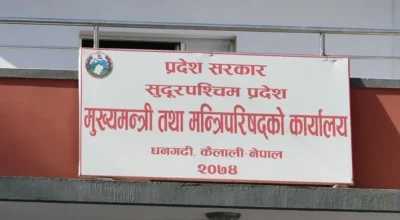 प्रदेश सरकार
सुदूरपश्चिम प्रदेश
मुख्यमन्त्री तथा मन्त्रिपरिषद्को कार्यालय
धनगढी, कैलाली-नेपाल
२०७४